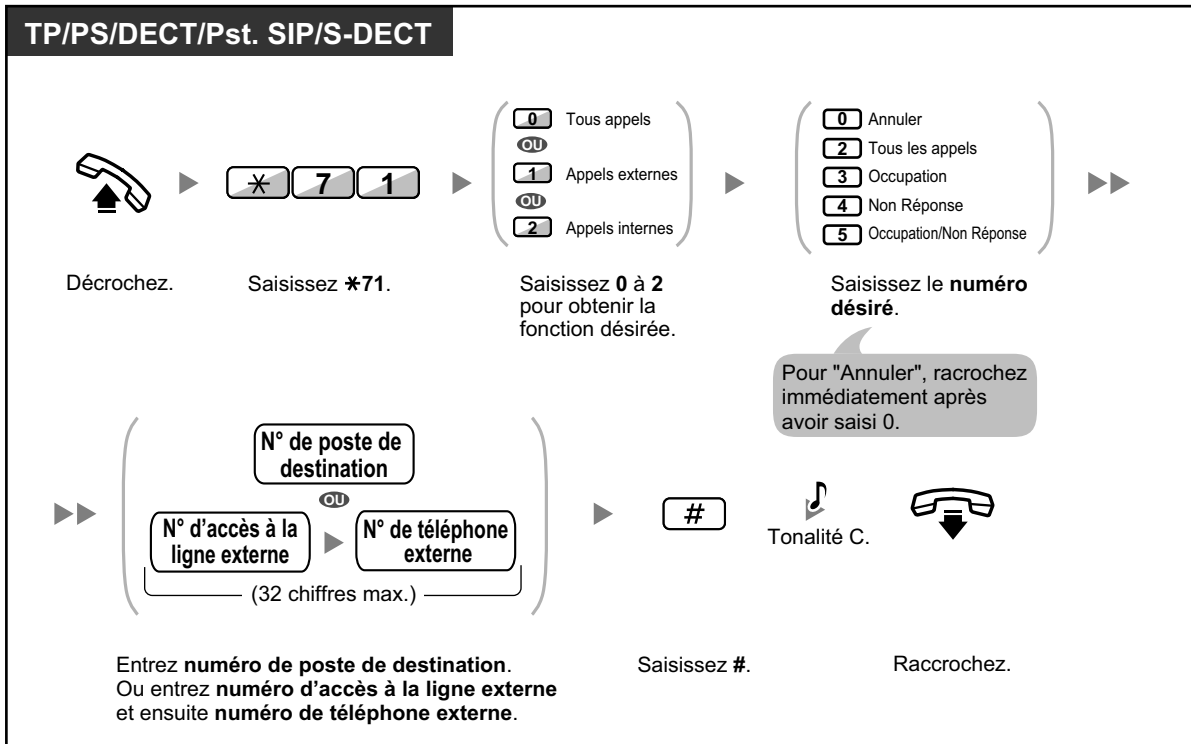 TP/PS/DECT/Pst. SIP/S-DECT
0 Tous appels
OU
1 Appels externes
OU
2 Appels internes
0 Annuler
2 Tous les appels
3 Occupation
4 Non Réponse
5 Occupation/Non Réponse
* 7 1
Décrochez.
Saisissez *71.
Saisissez 0 à 2
pour obtenir la
fonction désirée.
Saisissez le numéro
désiré.
Pour "Annuler", racrochez
immédiatement après
avoir saisi 0.
N° de poste de
destination
OU
N° d'accès à la
ligne externe
N° de téléphone
externe
(32 chiffres max.)
#
Tonalité C.
Entrez numéro de poste de destination.
Ou entrez numéro d'accès à la ligne externe
et ensuite numéro de téléphone externe.
Saisissez #.
Raccrochez.